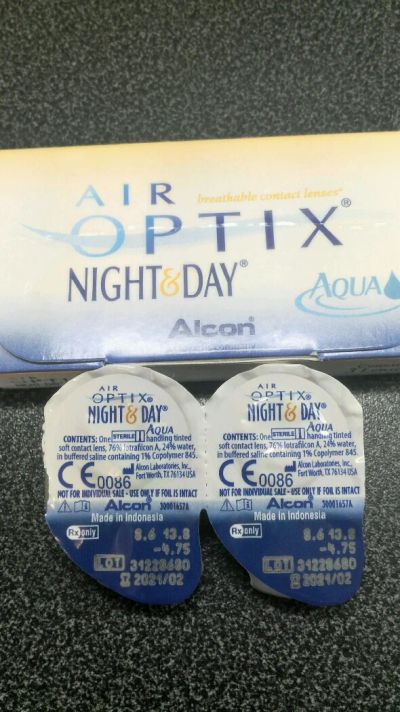 AIR
breathable contact lenses®
OPTIX®
NIGHT&DAY®
AQUA
Alcon®
AIR
OPTIX®
NIGHT & DAY®
AQUA
CONTENTS: One STERILE handling tinted
soft contact lens, 76% lotrafilcon A, 24% water,
in buffered saline containing 1% Copolymer 845.
CE 0086
Alcon Laboratories, Inc.
Fort Worth, TX 76134 USA
NOT FOR INDIVIDUAL SALE - USE ONLY IF FOIL IS INTACT
Alcon 30001657A
Made in Indonesia
Rx only
8.6 13.8
-4.75
LOT 31228680
2021/02
AIR
OPTIX®
NIGHT & DAY®
AQUA
CONTENTS: One STERILE handling tinted
soft contact lens, 76% lotrafilcon A, 24% water,
in buffered saline containing 1% Copolymer 845.
CE 0086
Alcon Laboratories, Inc.
Fort Worth, TX 76134 USA
NOT FOR INDIVIDUAL SALE - USE ONLY IF FOIL IS INTACT
Alcon 30001657A
Made in Indonesia
Rx only
8.6 13.8
-4.75
LOT 31228680
2021/02